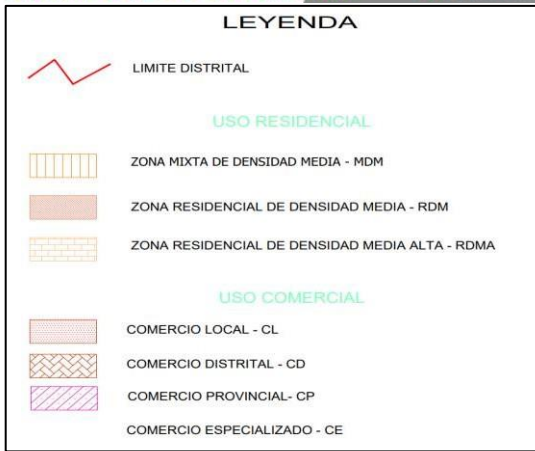 LEYENDA
LIMITE DISTRITAL
USO RESIDENCIAL
ZONA MIXTA DE DENSIDAD MEDIA - MDM
ZONA RESIDENCIAL DE DENSIDAD MEDIA - RDM
ZONA RESIDENCIAL DE DENSIDAD MEDIA ALTA - RDMA
USO COMERCIAL
COMERCIO LOCAL - CL
COMERCIO DISTRITAL - CD
COMERCIO PROVINCIAL- CP
COMERCIO ESPECIALIZADO - CE